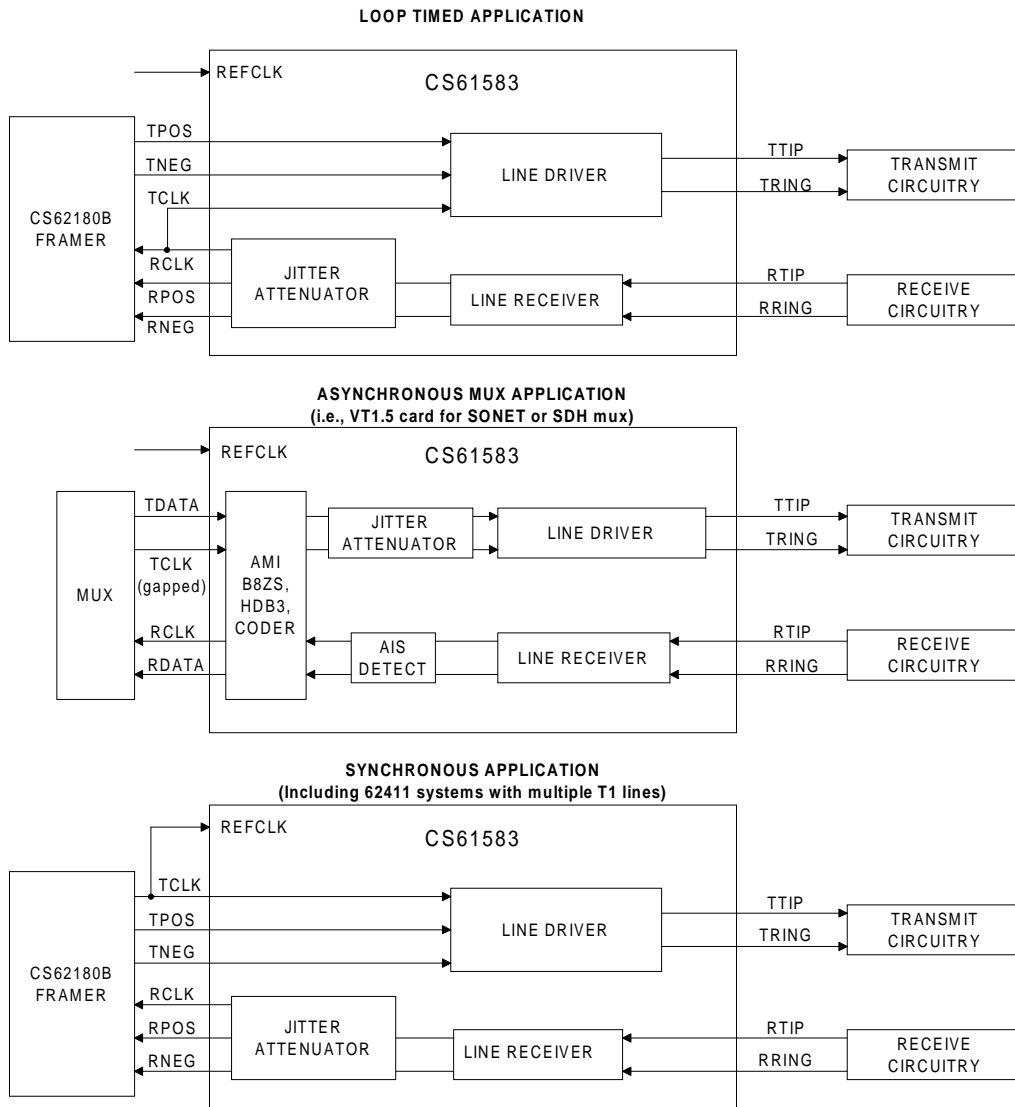 LOOP TIMED APPLICATION
REFCLK
CS61583
CS62180B
FRAMER
TPOS
TNEG
TCLK
RCLK
RPOS
RNEG
LINE DRIVER
JITTER
ATTENUATOR
LINE RECEIVER
TTIP
TRING
RTIP
RRING
TRANSMIT
CIRCUITRY
RECEIVE
CIRCUITRY
ASYNCHRONOUS MUX APPLICATION
(i.e., VT1.5 card for SONET or SDH mux)
REFCLK
CS61583
MUX
TDATA
TCLK
(gapped)
RCLK
RDATA
AMI
B8ZS,
HDB3,
CODER
JITTER
ATTENUATOR
LINE DRIVER
AIS
DETECT
LINE RECEIVER
TTIP
TRING
RTIP
RRING
TRANSMIT
CIRCUITRY
RECEIVE
CIRCUITRY
SYNCHRONOUS APPLICATION
(Including 62411 systems with multiple T1 lines)
REFCLK
CS61583
CS62180B
FRAMER
TCLK
TPOS
TNEG
RCLK
RPOS
RNEG
LINE DRIVER
JITTER
ATTENUATOR
LINE RECEIVER
TTIP
TRING
RTIP
RRING
TRANSMIT
CIRCUITRY
RECEIVE
CIRCUITRY